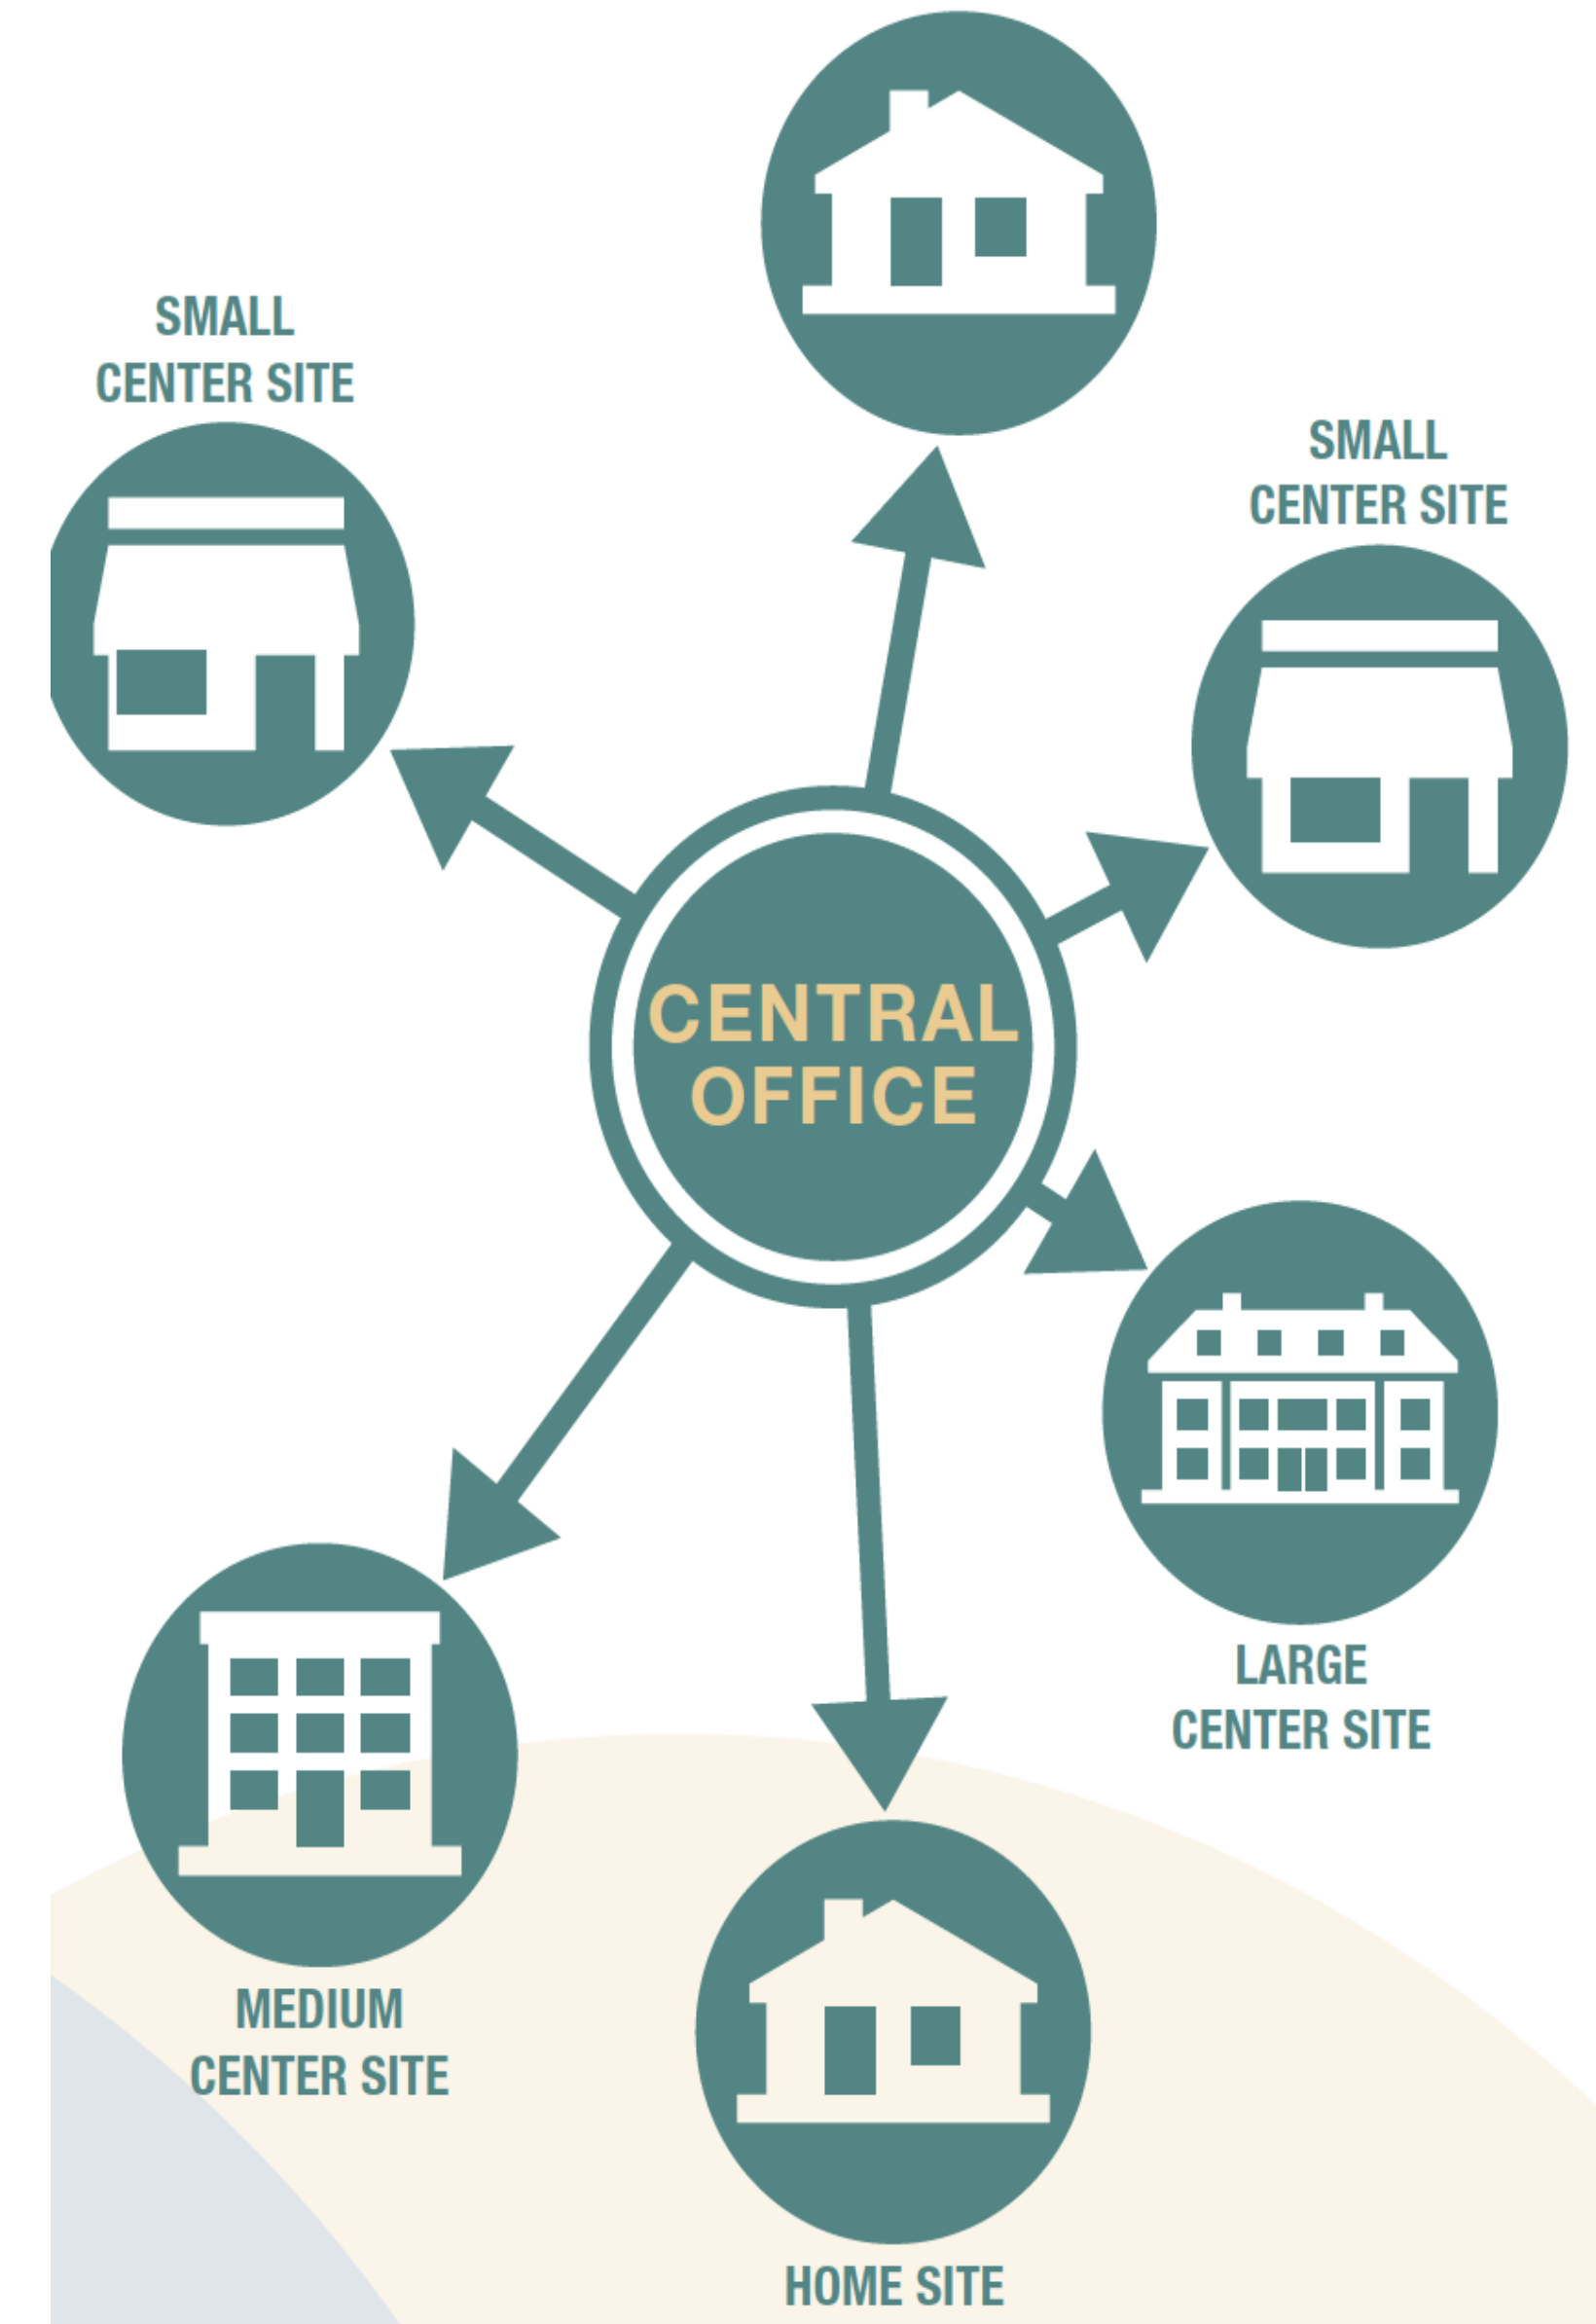 SMALL
CENTER SITE
SMALL
CENTER SITE
CENTRAL
OFFICE
LARGE
CENTER SITE
MEDIUM
CENTER SITE
HOME SITE